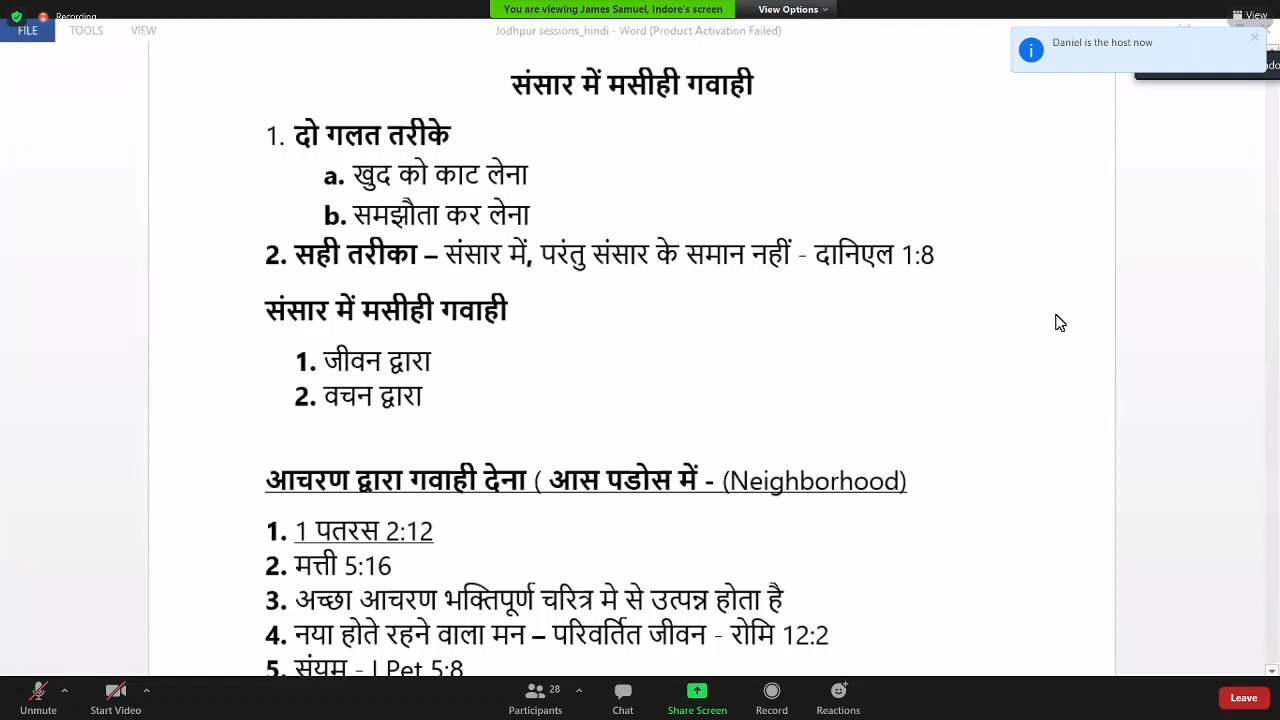 Recording
You are viewing James Samuel, Indore's screen View Options
View
FILE TOOLS VIEW
Jodhpur sessions_hindi - Word (Product Activation Failed)
Daniel is the host now
संसार में मसीही गवाही
1. दो गलत तरीके
a. खुद को काट लेना
b. समझौता कर लेना
2. सही तरीका – संसार में, परंतु संसार के समान नहीं - दानिएल 1:8
संसार में मसीही गवाही
1. जीवन द्वारा
2. वचन द्वारा
आचरण द्वारा गवाही देना ( आस पडोस में - (Neighborhood)
1. 1 पतरस 2:12
2. मत्ती 5:16
3. अच्छा आचरण भक्तिपूर्ण चरित्र मे से उत्पन्न होता है
4. नया होते रहने वाला मन – परिवर्तित जीवन - रोमि 12:2
5. संयम - I Pet 5:8
Unmute Start Video Participants 28 Chat Share Screen Record Reactions Leave